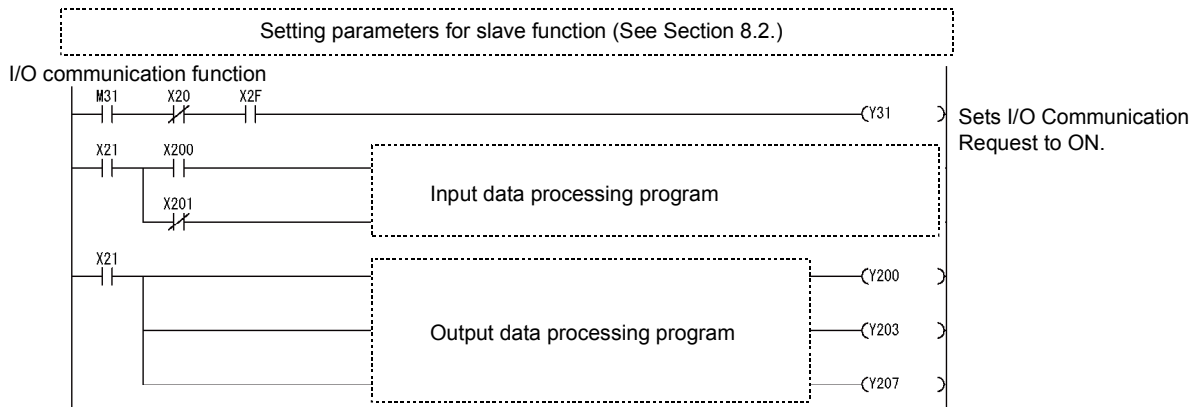 Setting parameters for slave function (See Section 8.2.)
I/O communication function
M31 X20 X2F
Y31
Sets I/O Communication
Request to ON.
X21 X200
Input data processing program
X201
X21
Y200
Output data processing program
Y203
Y207